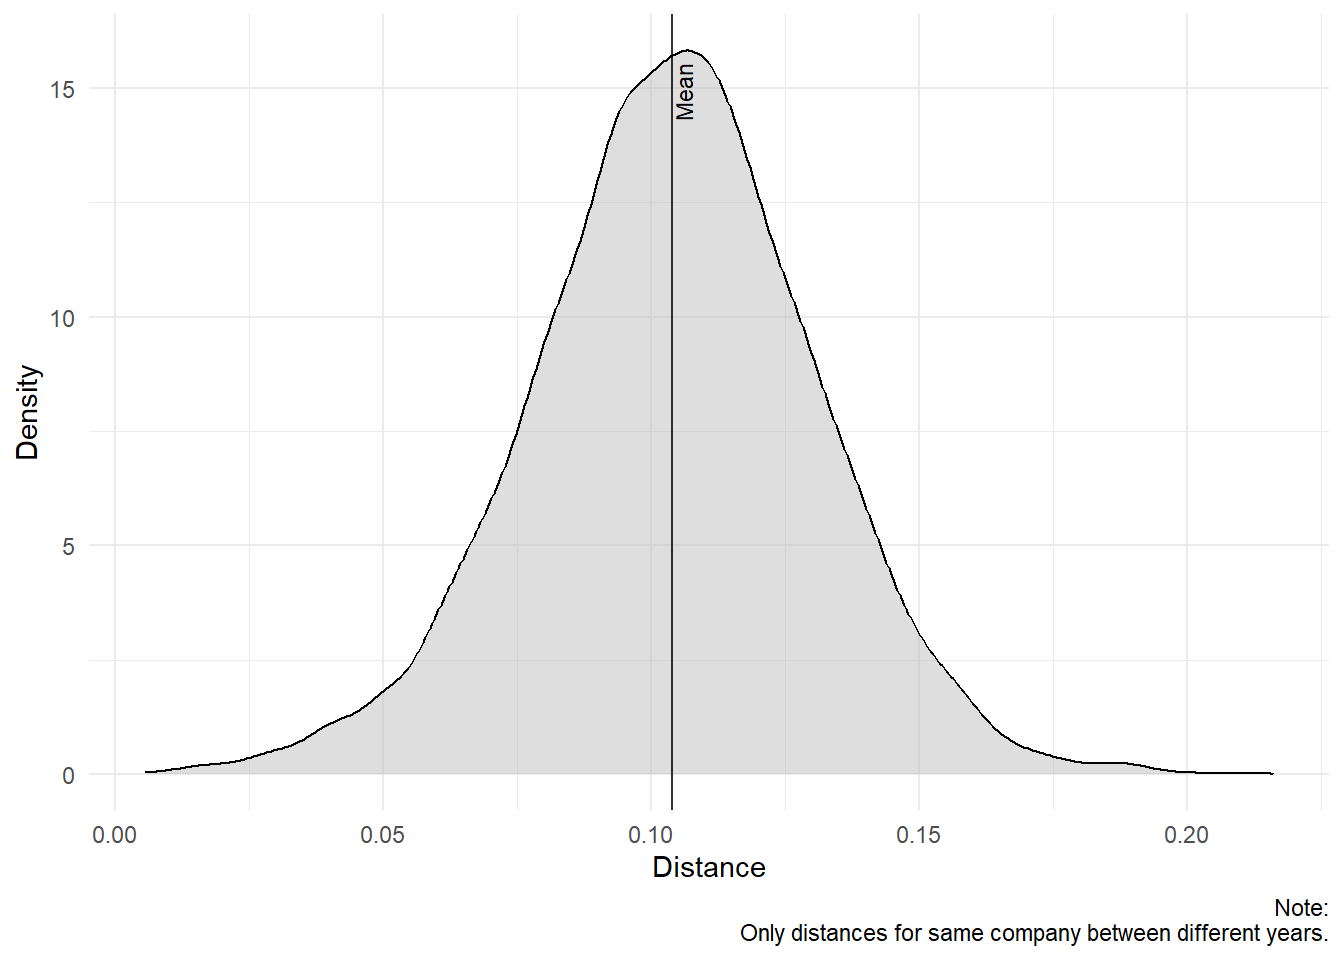 15
10
5
0
Density
Mean
0.00
0.05
0.10
0.15
0.20
Distance
Note:
Only distances for same company between different years.